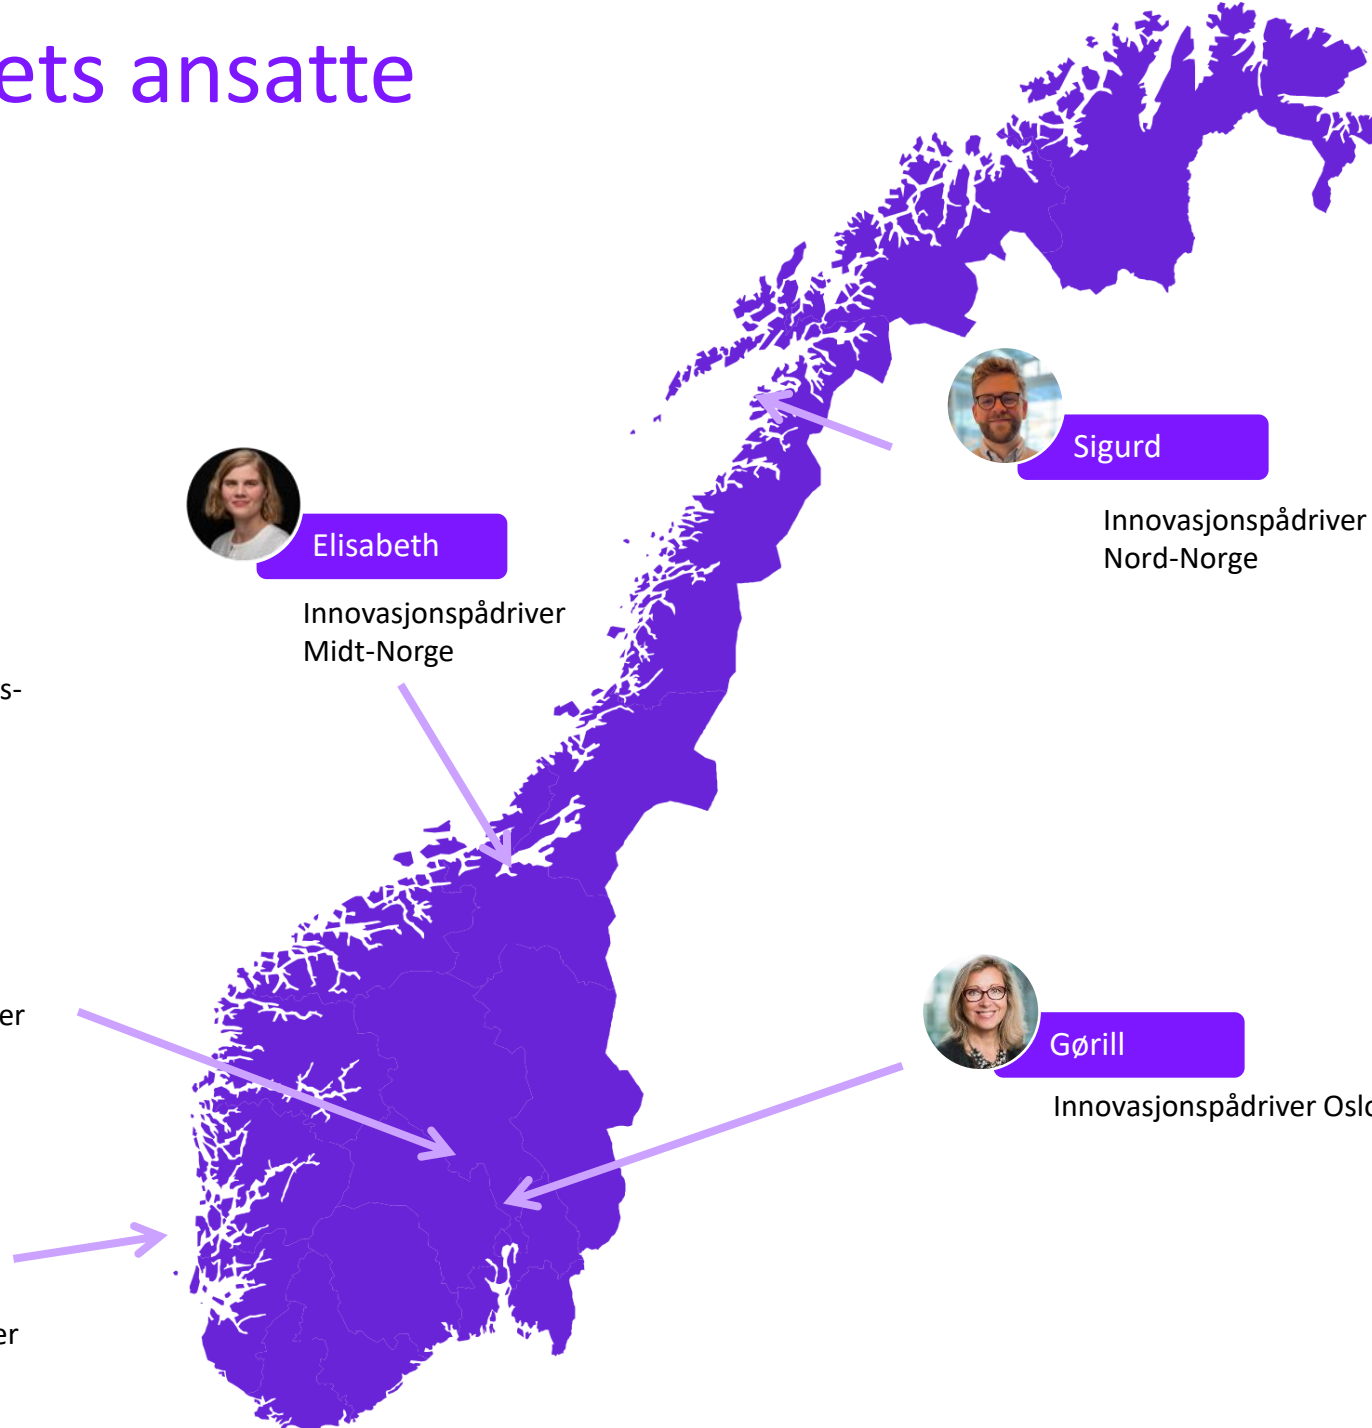 ets ansatte
Sigurd
Innovasjonspådriver
Nord-Norge
Elisabeth
Innovasjonspådriver
Midt-Norge
s-
er
Gørill
Innovasjonspådriver Oslo
er